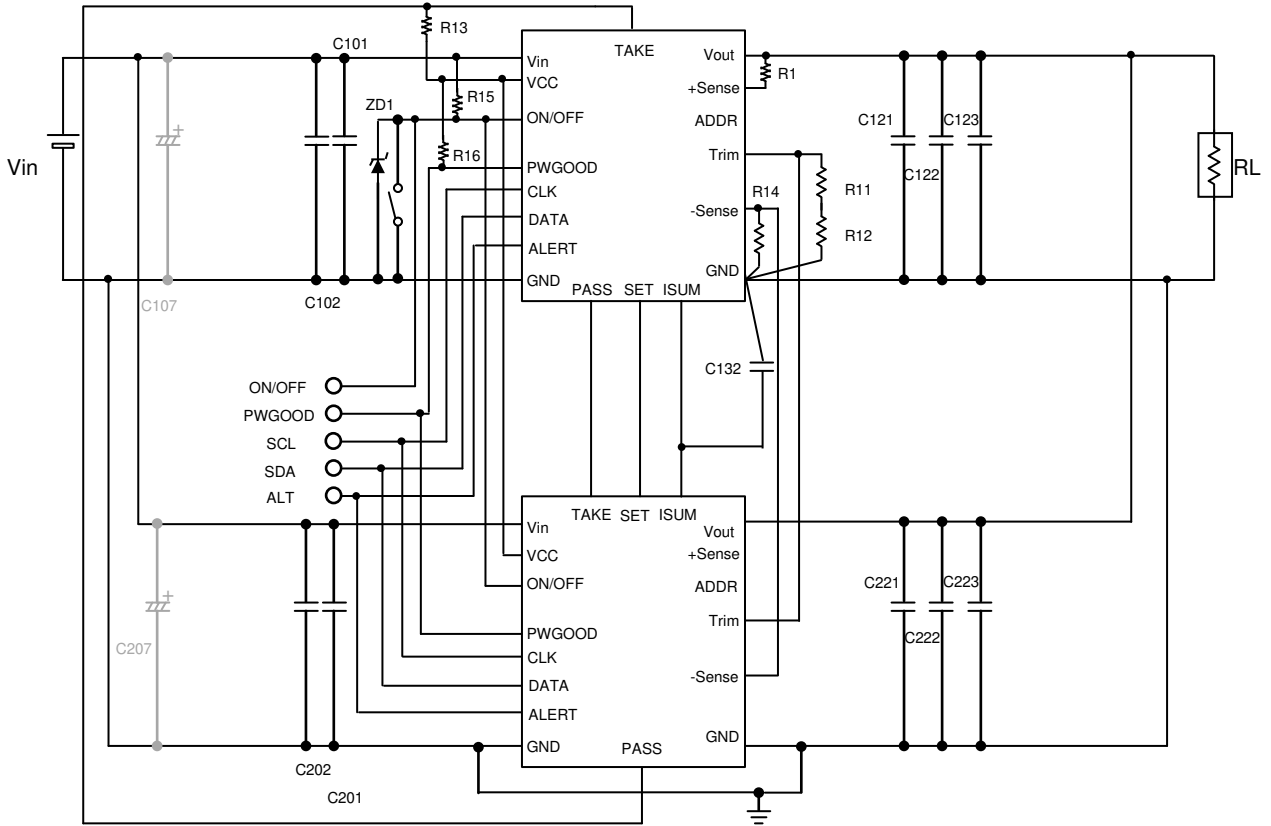 R13
C101
TAKE
Vin
VCC
ON/OFF
PWGOOD
CLK
DATA
ALERT
GND
PASS SET ISUM
Vout
+Sense
ADDR
Trim
-Sense
GND
R1
R15
ZD1
R16
+
Vin
C107
C102
R14
R11
R12
C121
C123
C122
RL
C132
ON/OFF
PWGOOD
SCL
SDA
ALT
TAKE SET ISUM
Vin
VCC
ON/OFF
PWGOOD
CLK
DATA
ALERT
GND
PASS
Vout
+Sense
ADDR
Trim
-Sense
GND
+
C207
C202
C201
C221
C223
C222